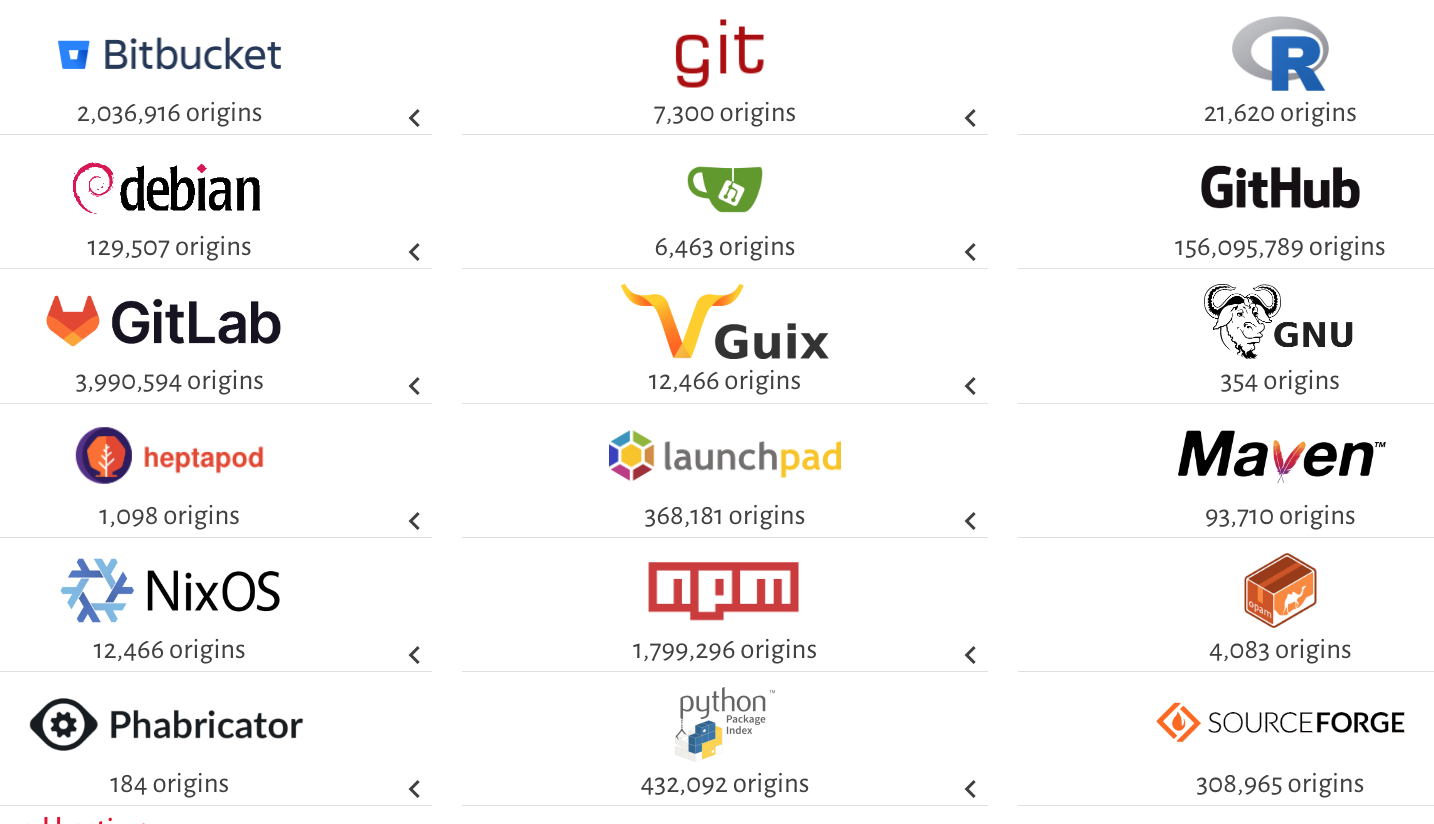 Bitbucket
2,036,916 origins
git
7,300 origins
R
21,620 origins
debian
129,507 origins
6,463 origins
GitHub
156,095,789 origins
GitLab
3,990,594 origins
Guix
12,466 origins
GNU
354 origins
heptapod
1,098 origins
launchpad
368,181 origins
Maven™
93,710 origins
NixOS
12,466 origins
npm
1,799,296 origins
opam
4,083 origins
Phabricator
184 origins
python™
Package
Index
432,092 origins
SOURCEFORGE
308,965 origins